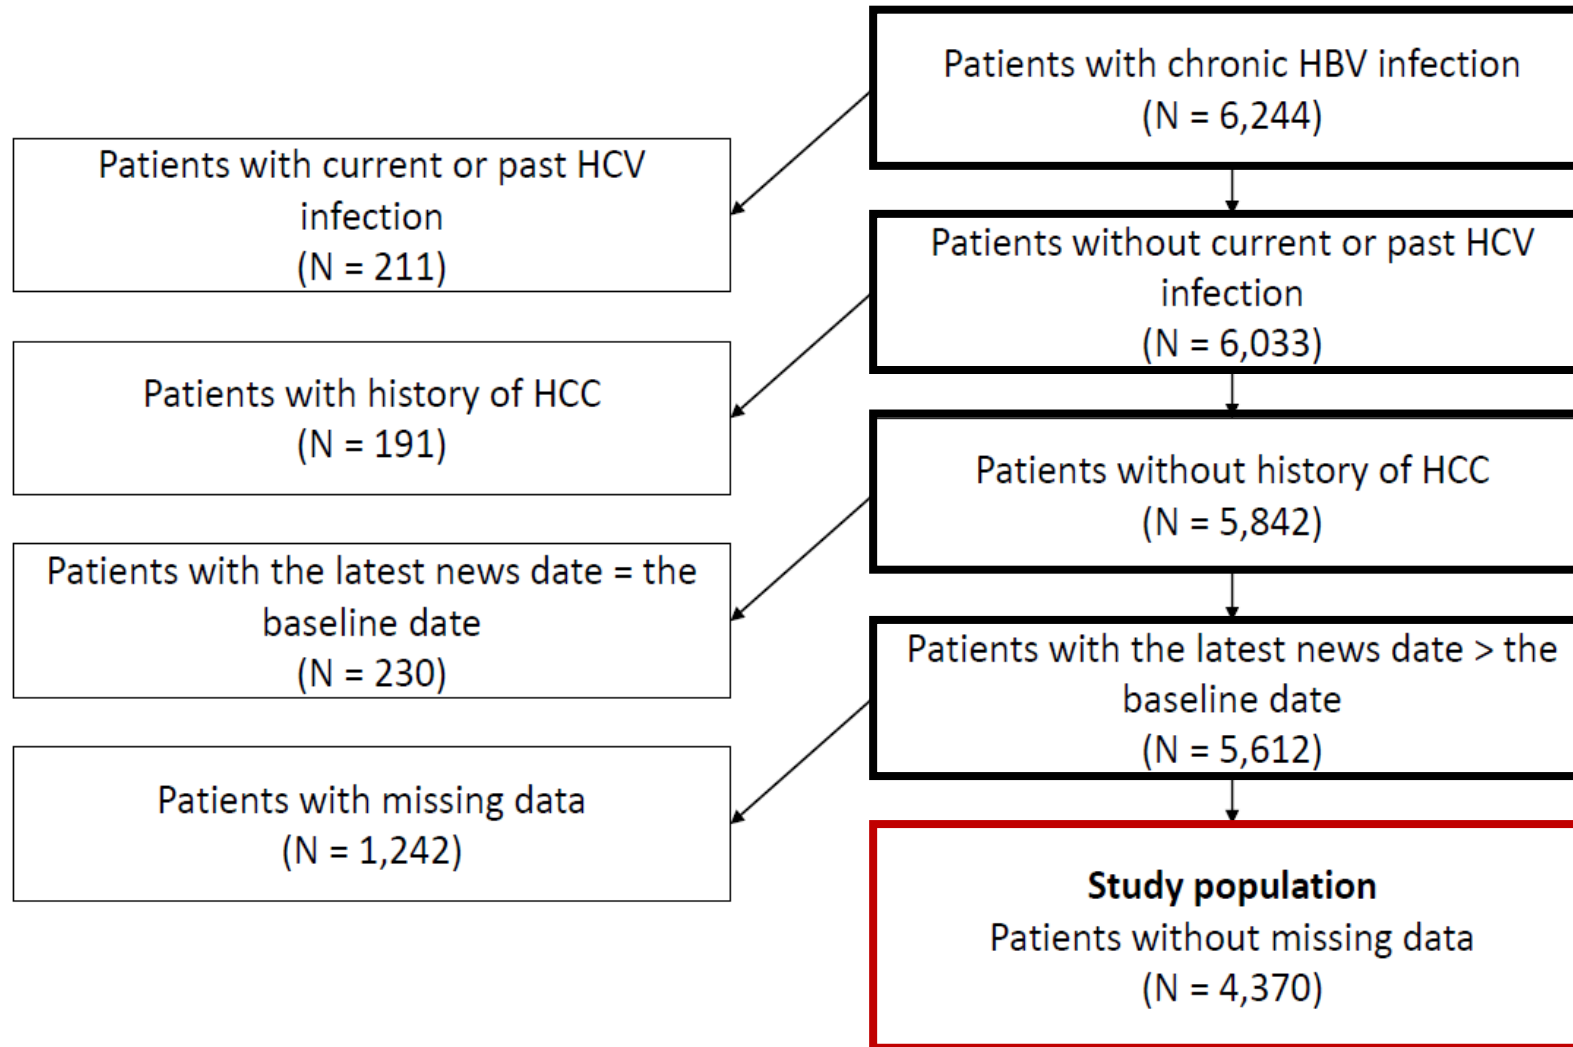 Patients with chronic HBV infection
(N = 6,244)
Patients with current or past HCV
infection
(N = 211)
Patients without current or past HCV
infection
(N = 6,033)
Patients with history of HCC
(N = 191)
Patients without history of HCC
(N = 5,842)
Patients with the latest news date = the
baseline date
(N = 230)
Patients with the latest news date > the
baseline date
(N = 5,612)
Patients with missing data
(N = 1,242)
Study population
Patients without missing data
(N = 4,370)